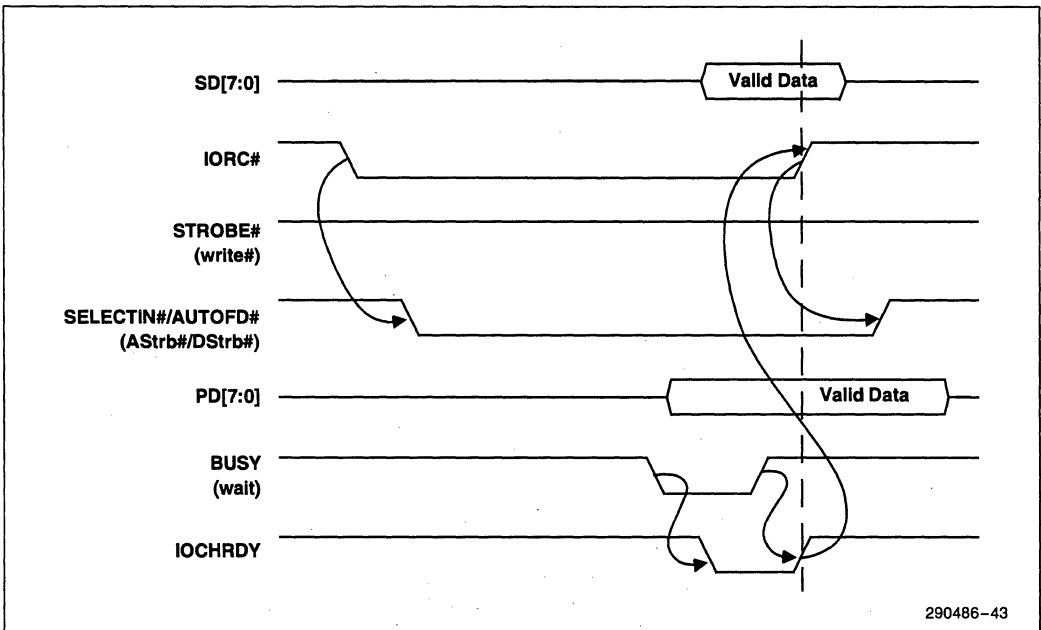 SD[7:0]
Valid Data
IORC#
STROBE#
(write#)
SELECTIN#/AUTOFD#
(AStrb#/DStrb#)
PD[7:0]
Valid Data
BUSY
(wait)
IOCHRDY
290486-43